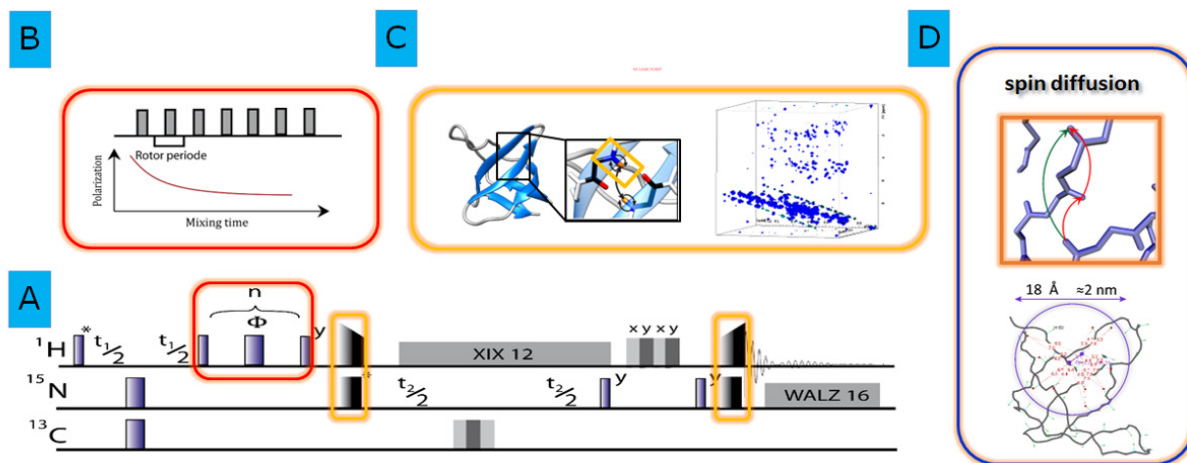 B
C
D
spin diffusion
Rotor periode
Polarization
Mixing time
18 Å ≈2 nm
A
n
Φ
¹H
*
t₁/2
t₁/2
y
XIX 12
x y x y
¹⁵N
*
t₂/2
t₂/2
y
y
WALZ 16
¹³C